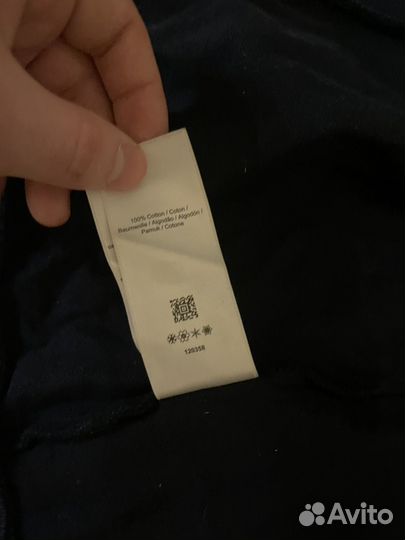 100% Cotton / Coton /
Baumwolle / Algodão / Algodón /
Pamuk / Cotone
120358
Avito